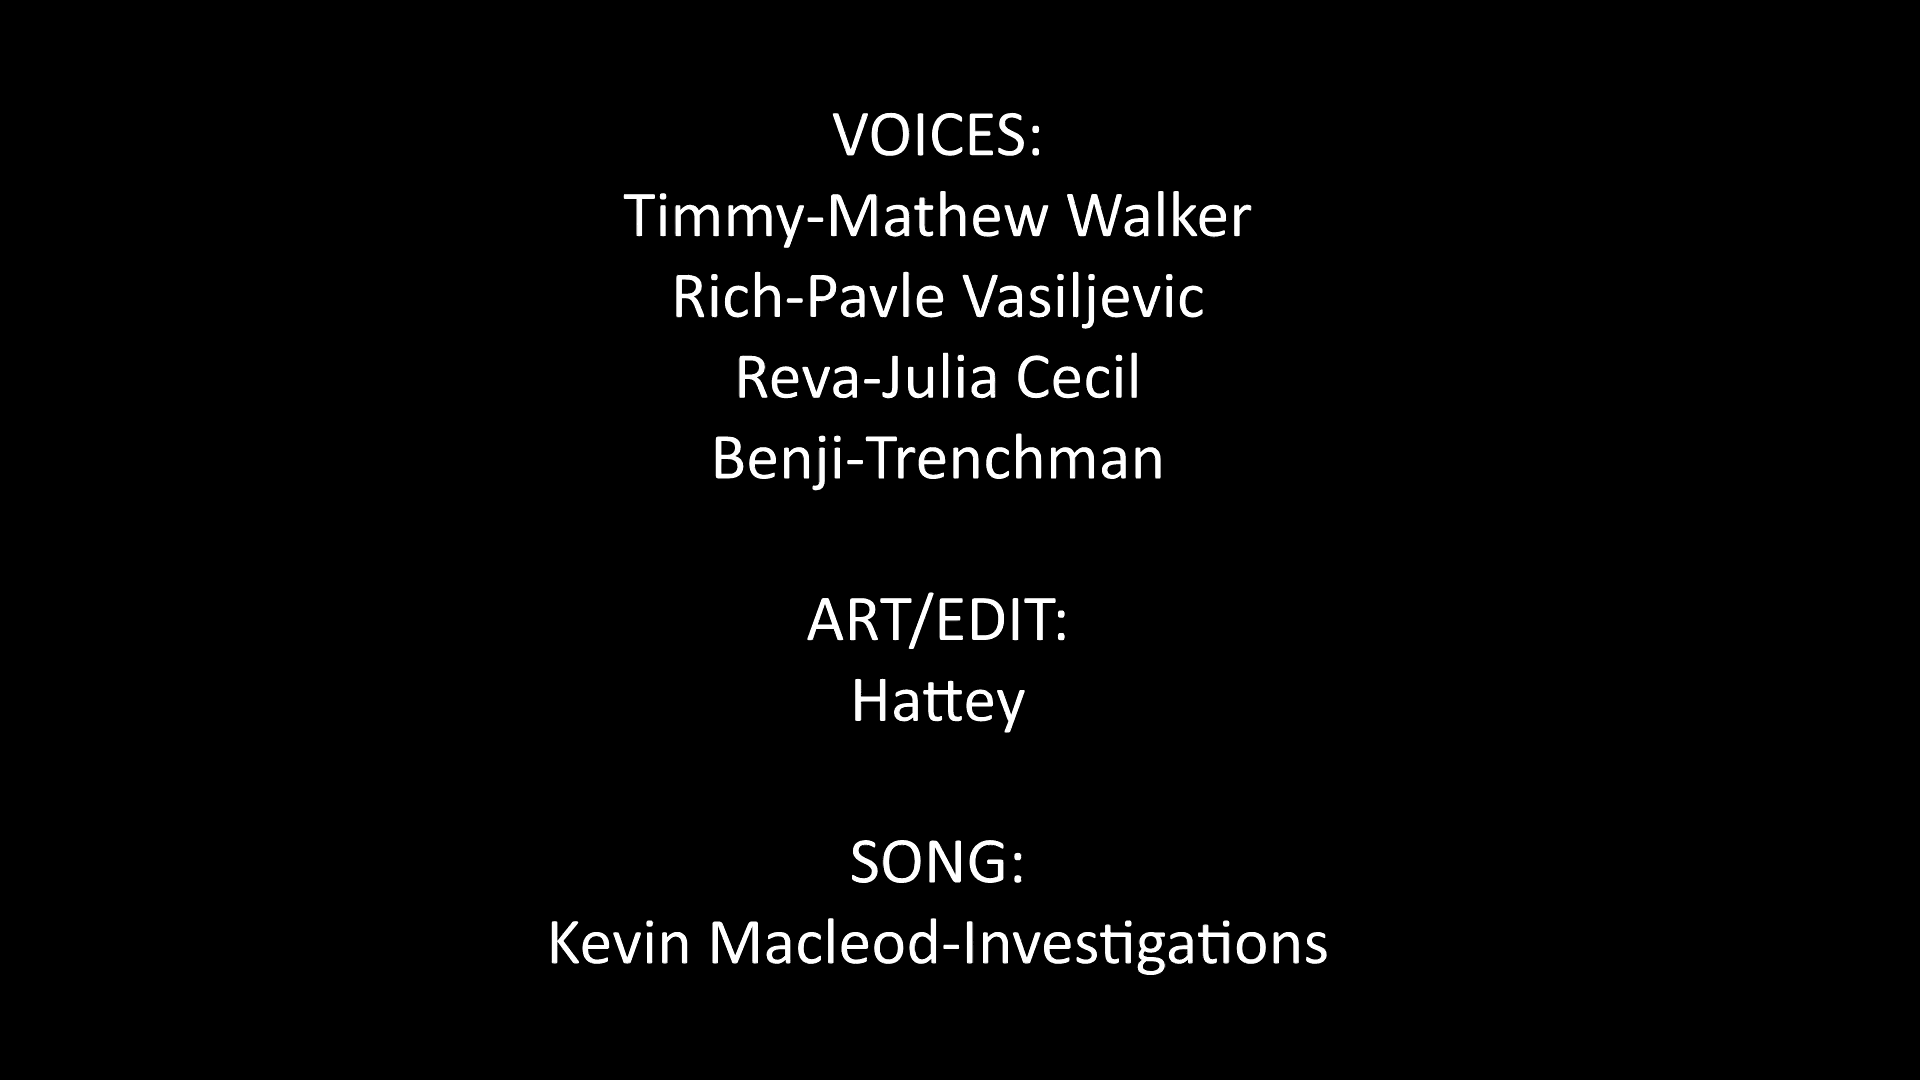 VOICES:
Timmy-Mathew Walker
Rich-Pavle Vasiljevic
Reva-Julia Cecil
Benji-Trenchman
ART/EDIT:
Hattey
SONG:
Kevin Macleod-Investigations